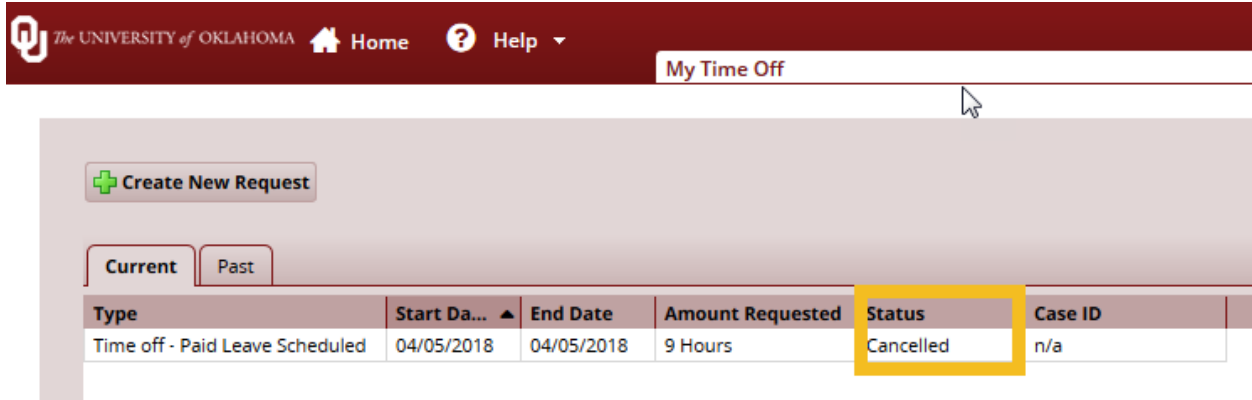 The UNIVERSITY of OKLAHOMA Home ? Help
My Time Off
Create New Request
Current Past
Type Start Da... End Date Amount Requested Status Case ID
Time off - Paid Leave Scheduled 04/05/2018 04/05/2018 9 Hours Cancelled n/a